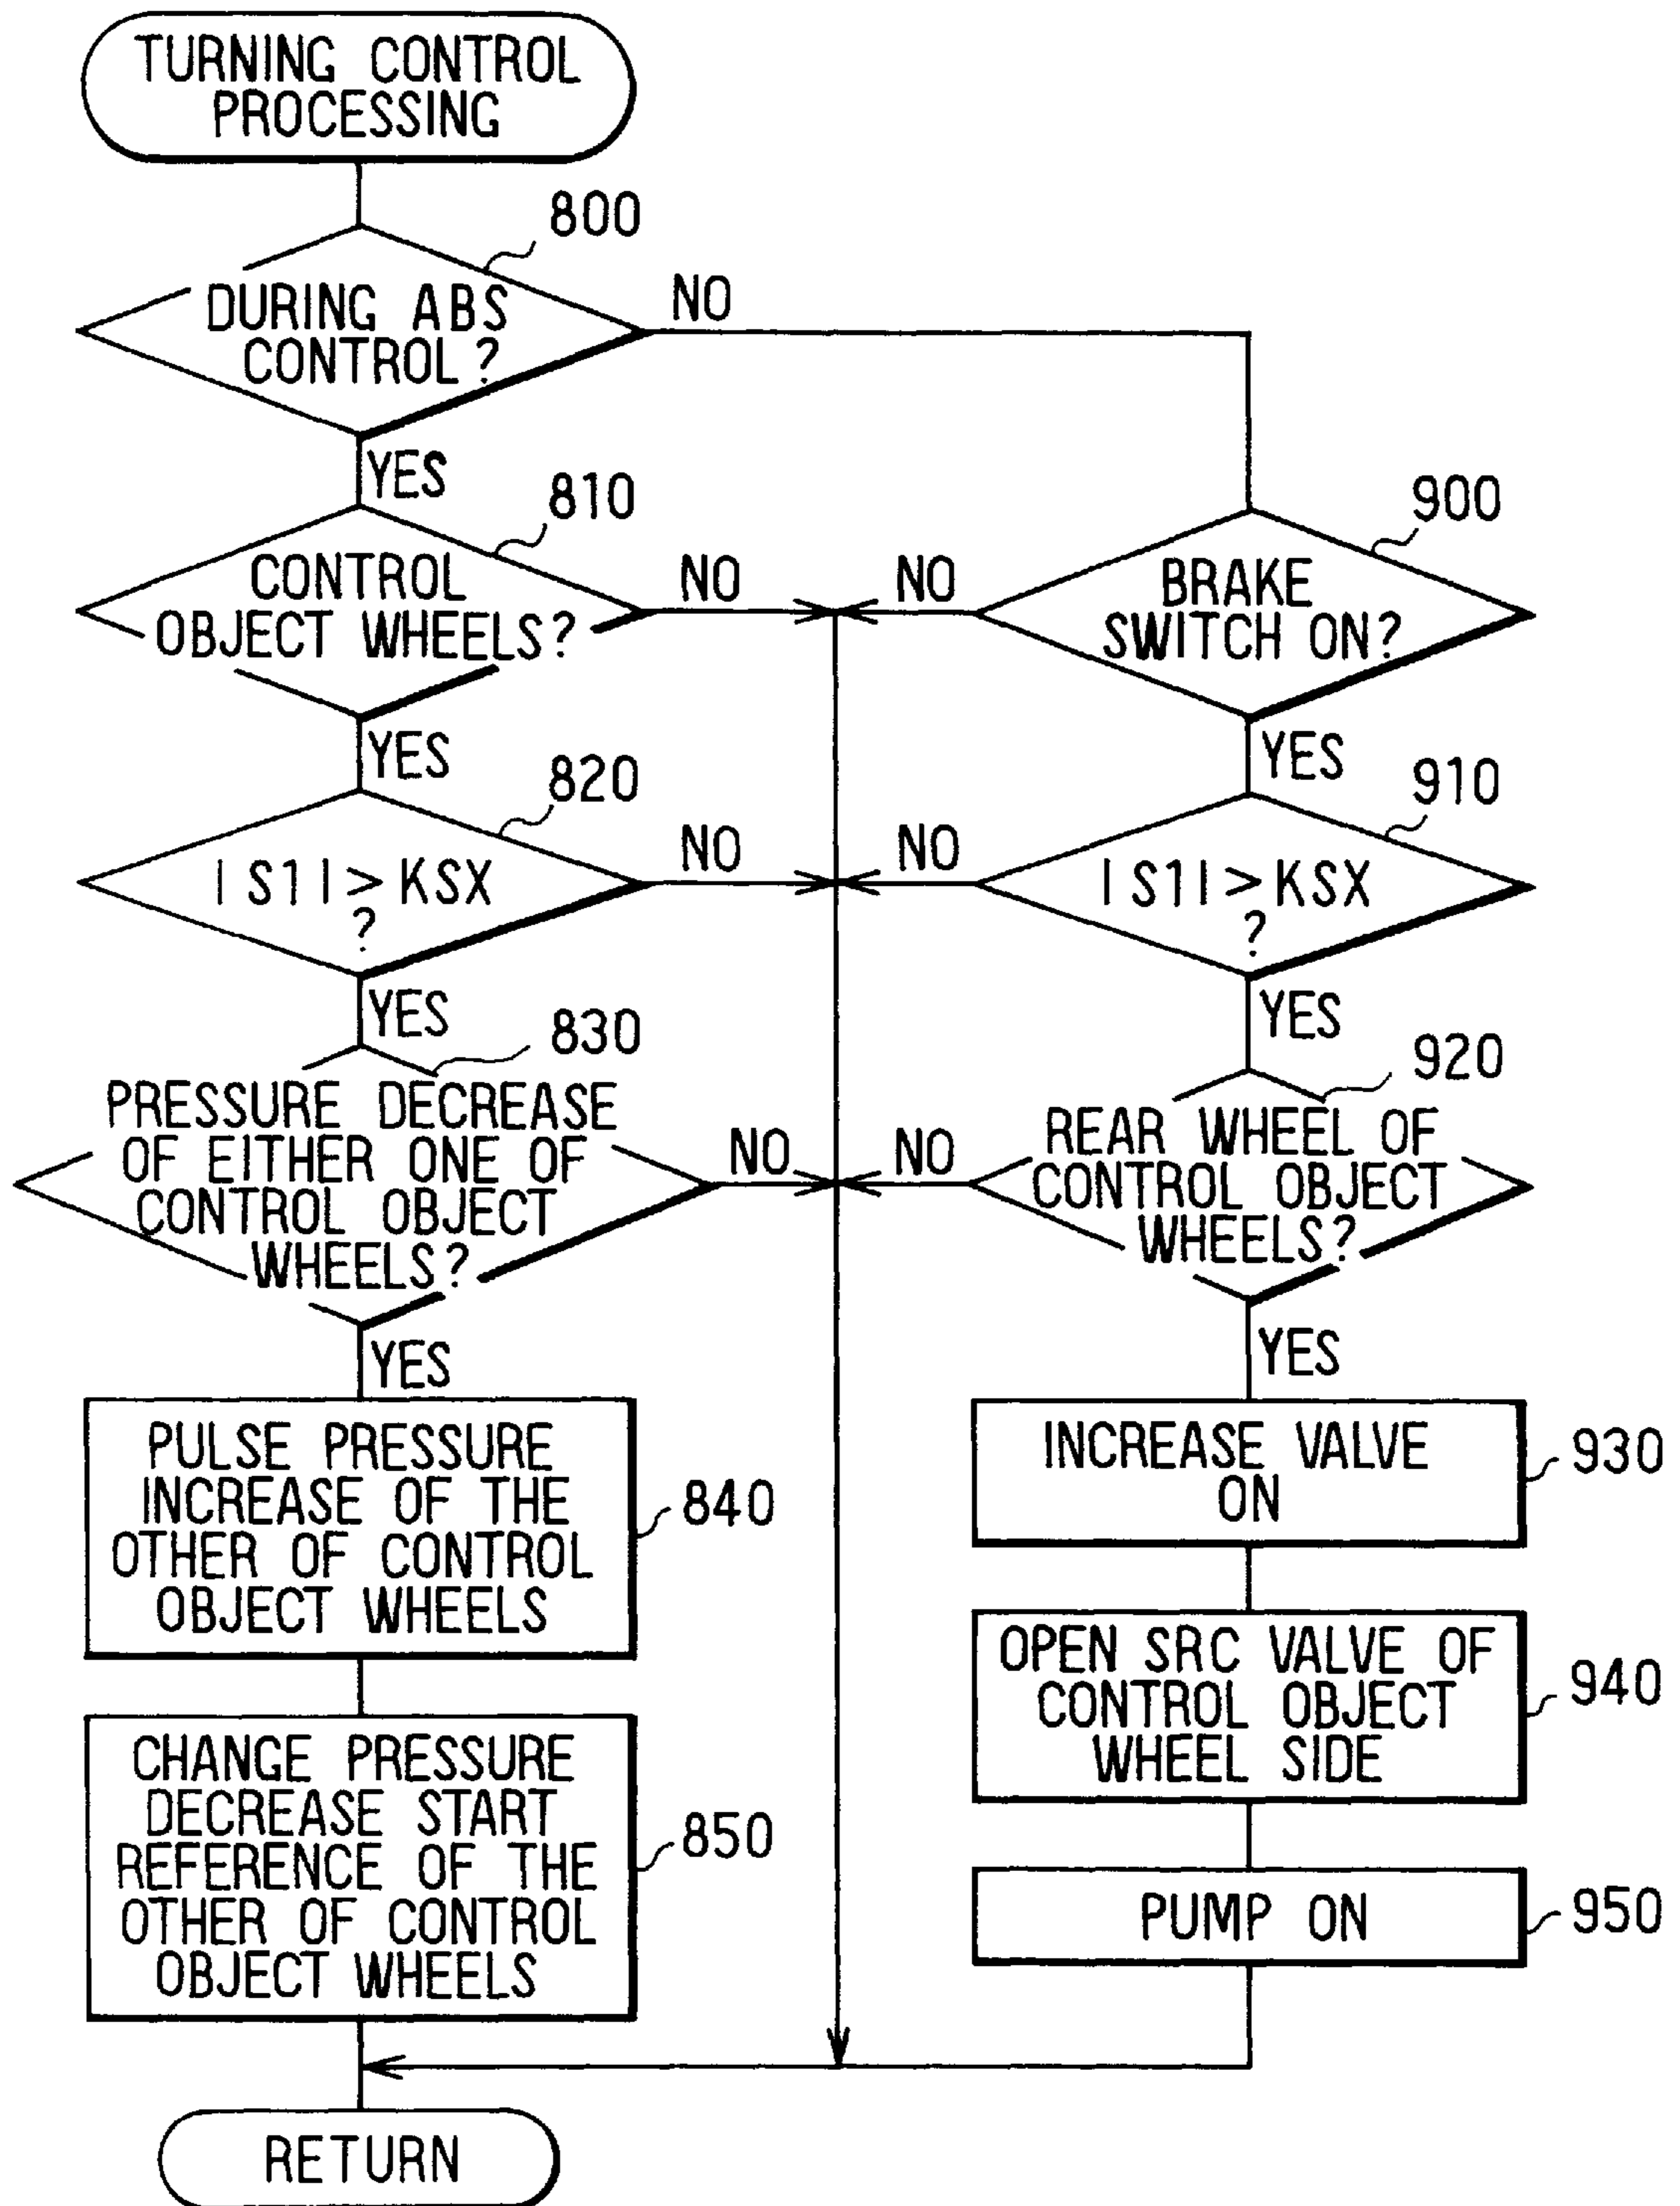 TURNING CONTROL
PROCESSING
800
DURING ABS
CONTROL?
NO
YES
810
CONTROL
OBJECT WHEELS?
NO
NO
900
BRAKE
SWITCH ON?
YES
YES
820
|S1|>KSX
?
NO
NO
910
|S1|>KSX
?
YES
YES
830
PRESSURE DECREASE
OF EITHER ONE OF
CONTROL OBJECT
WHEELS?
NO
NO
920
REAR WHEEL OF
CONTROL OBJECT
WHEELS?
YES
YES
PULSE PRESSURE
INCREASE OF THE
OTHER OF CONTROL
OBJECT WHEELS
840
INCREASE VALVE
ON
930
OPEN SRC VALVE OF
CONTROL OBJECT
WHEEL SIDE
940
CHANGE PRESSURE
DECREASE START
REFERENCE OF THE
OTHER OF CONTROL
OBJECT WHEELS
850
PUMP ON
950
RETURN